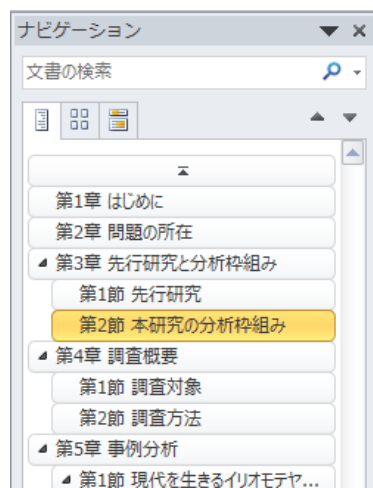 ナビゲーション
文書の検索
第1章 はじめに
第2章 問題の所在
第3章 先行研究と分析枠組み
第1節 先行研究
第2節 本研究の分析枠組み
第4章 調査概要
第1節 調査対象
第2節 調査方法
第5章 事例分析
第1節 現代を生きるイリオモテヤ...